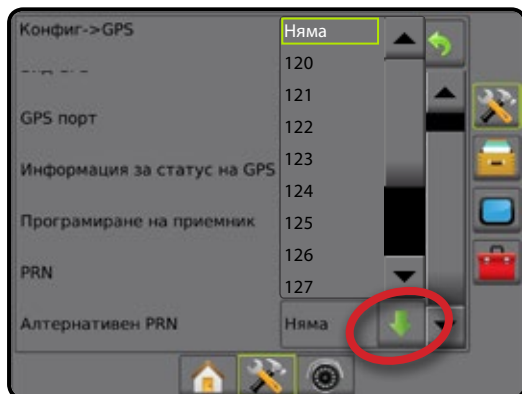 Конфиг->GPS
GPS порт
Информация за статус на GPS
Програмиране на приемник
PRN
Алтернативен PRN
Няма
120
121
122
123
124
125
126
127
Няма